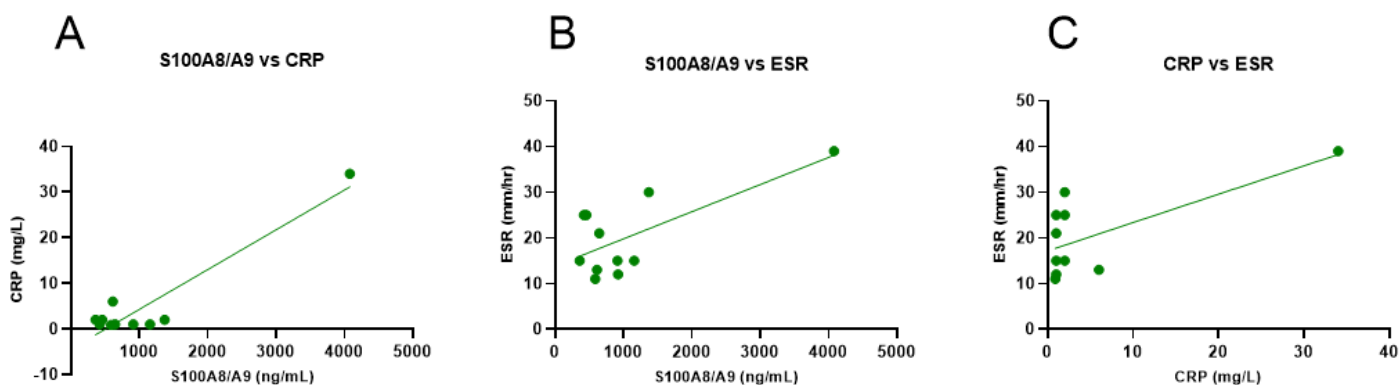 A
S100A8/A9 vs CRP
40
30
20
10
0
-10
CRP (mg/L)
1000 2000 3000 4000 5000
S100A8/A9 (ng/mL)
B
S100A8/A9 vs ESR
50
40
30
20
10
0
ESR (mm/hr)
0 1000 2000 3000 4000 5000
S100A8/A9 (ng/mL)
C
CRP vs ESR
50
40
30
20
10
0
ESR (mm/hr)
0 10 20 30 40
CRP (mg/L)